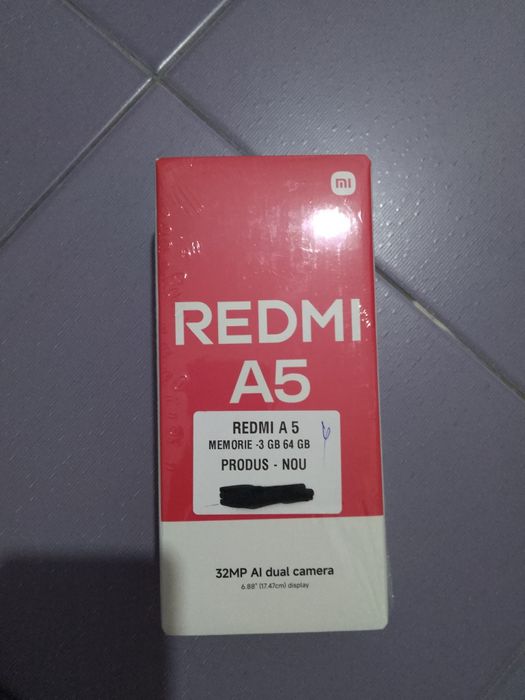 mi
REDMI
A5
REDMI A 5
MEMORIE -3 GB 64 GB
PRODUS - NOU
32MP AI dual camera
6.88" (17.47cm) display